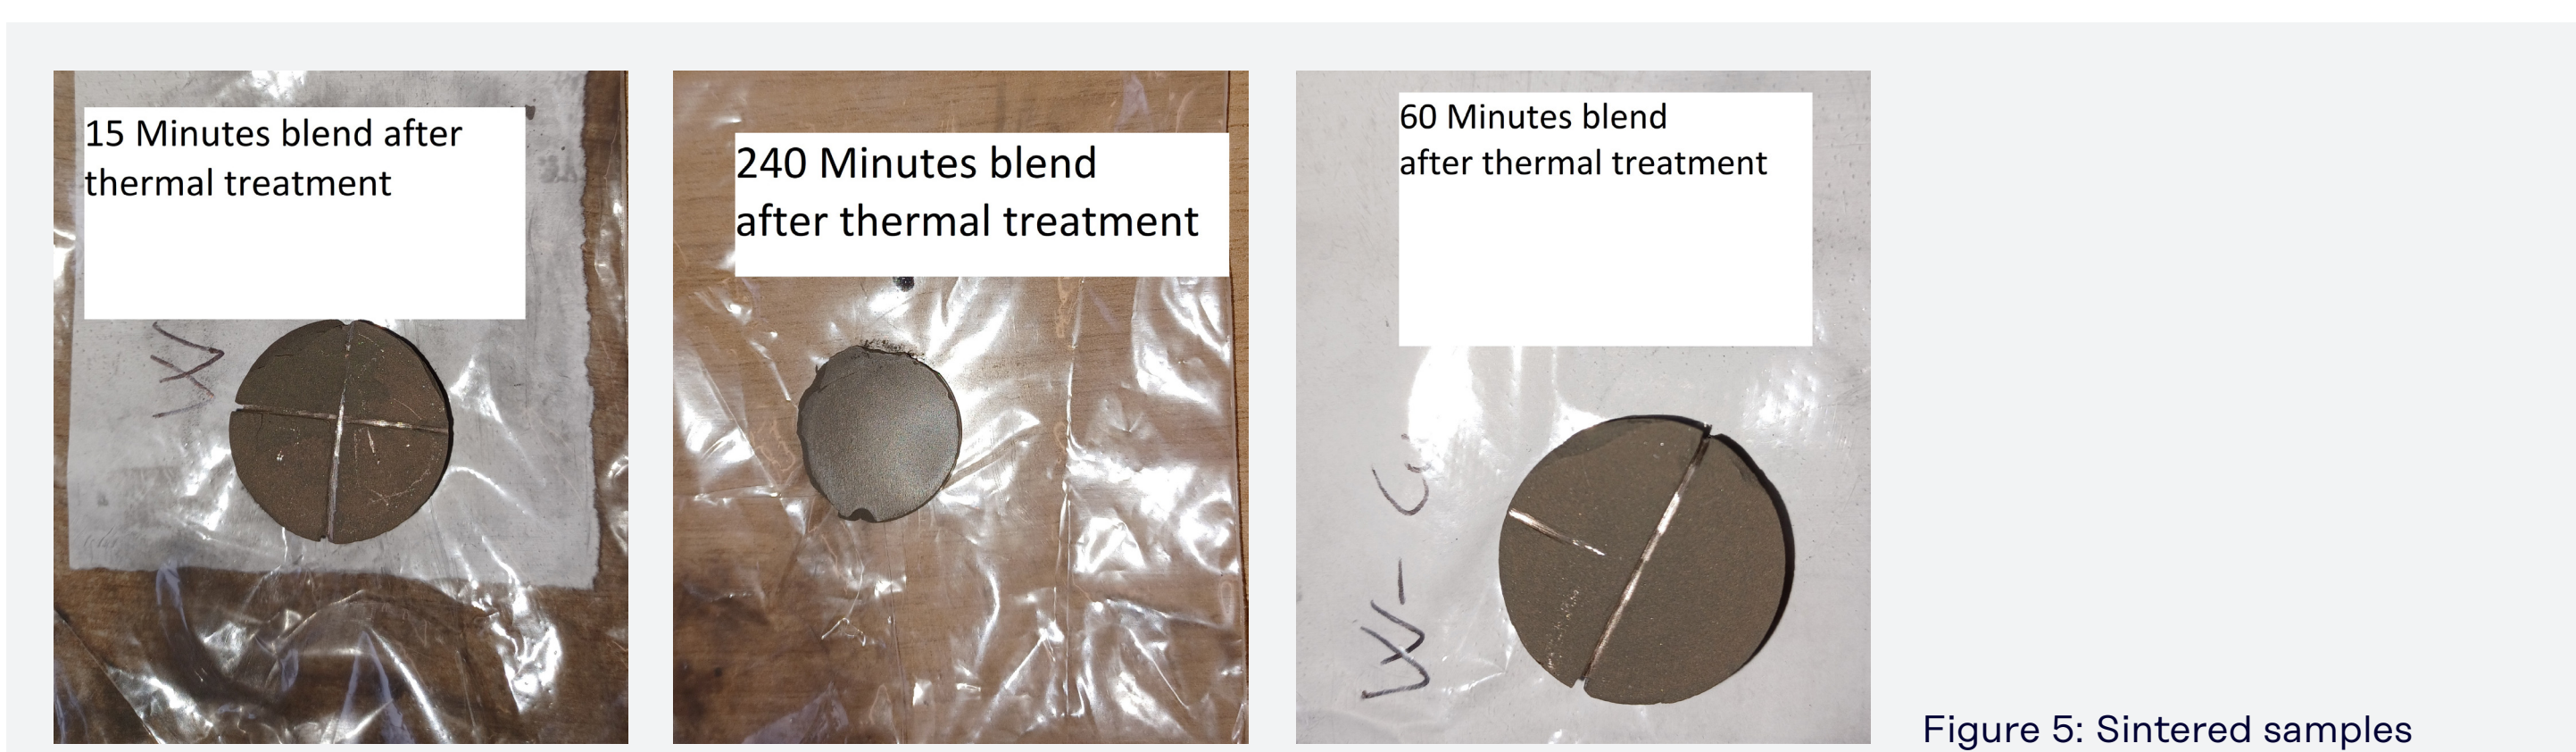 15 Minutes blend after
thermal treatment
W
240 Minutes blend
after thermal treatment
60 Minutes blend
after thermal treatment
W- Cu
Figure 5: Sintered samples